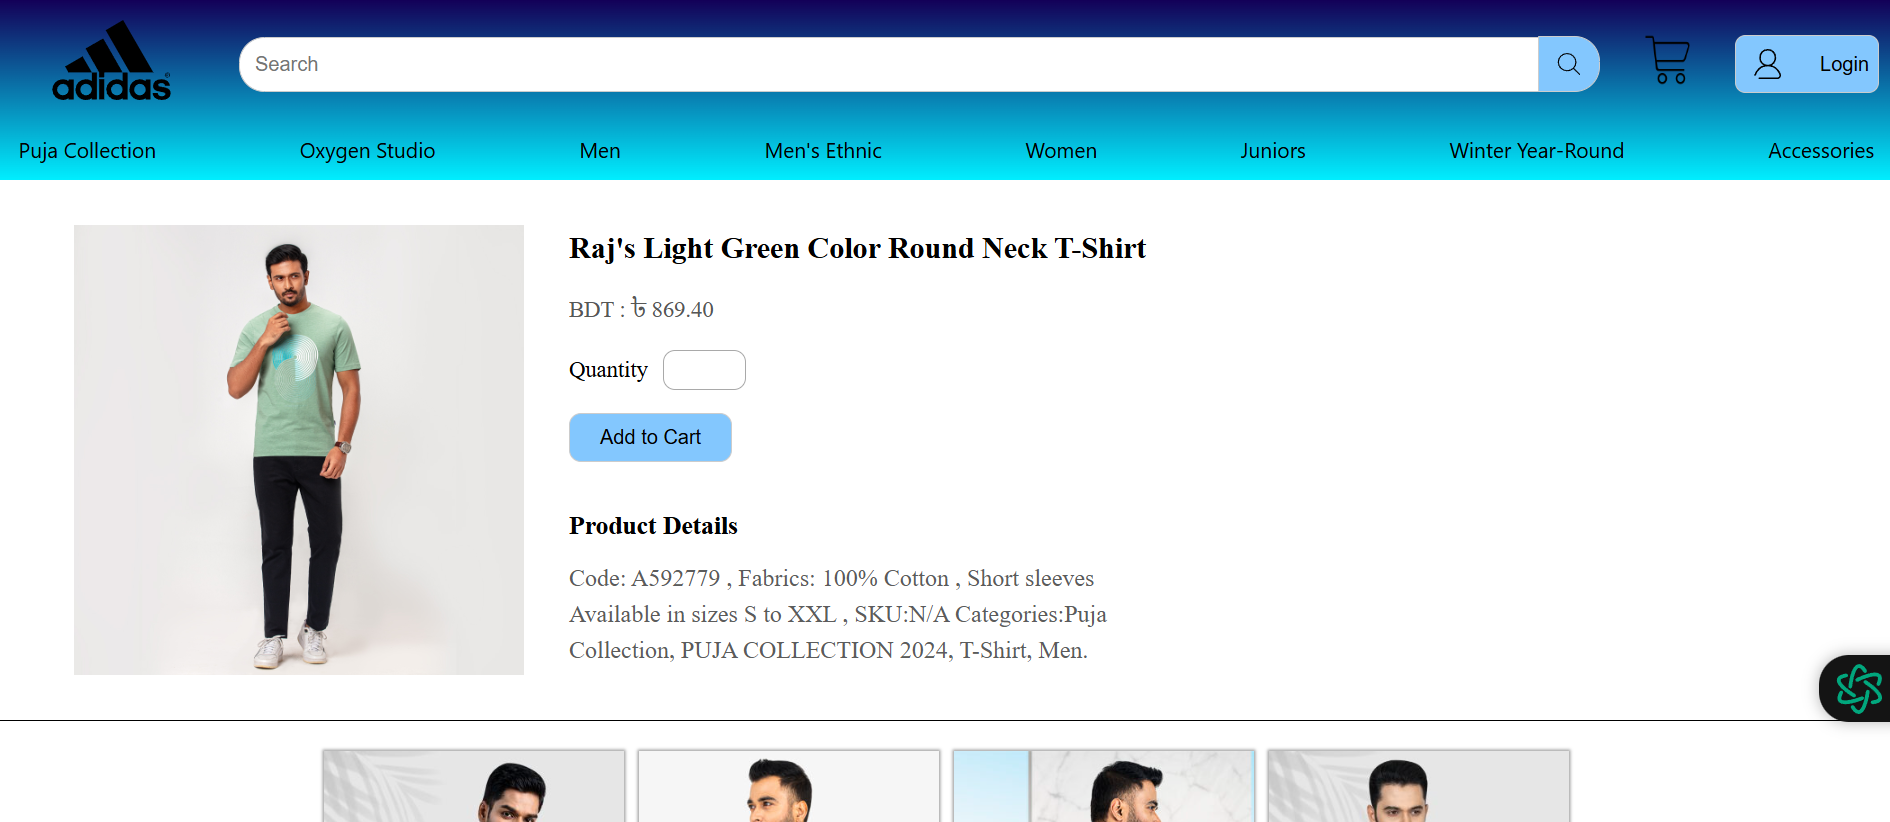 adidas
Search
Login
Puja Collection
Oxygen Studio
Men
Men's Ethnic
Women
Juniors
Winter Year-Round
Accessories
Raj's Light Green Color Round Neck T-Shirt
BDT : ৳ 869.40
Quantity
Add to Cart
Product Details
Code: A592779 , Fabrics: 100% Cotton , Short sleeves
Available in sizes S to XXL , SKU:N/A Categories:Puja
Collection, PUJA COLLECTION 2024, T-Shirt, Men.